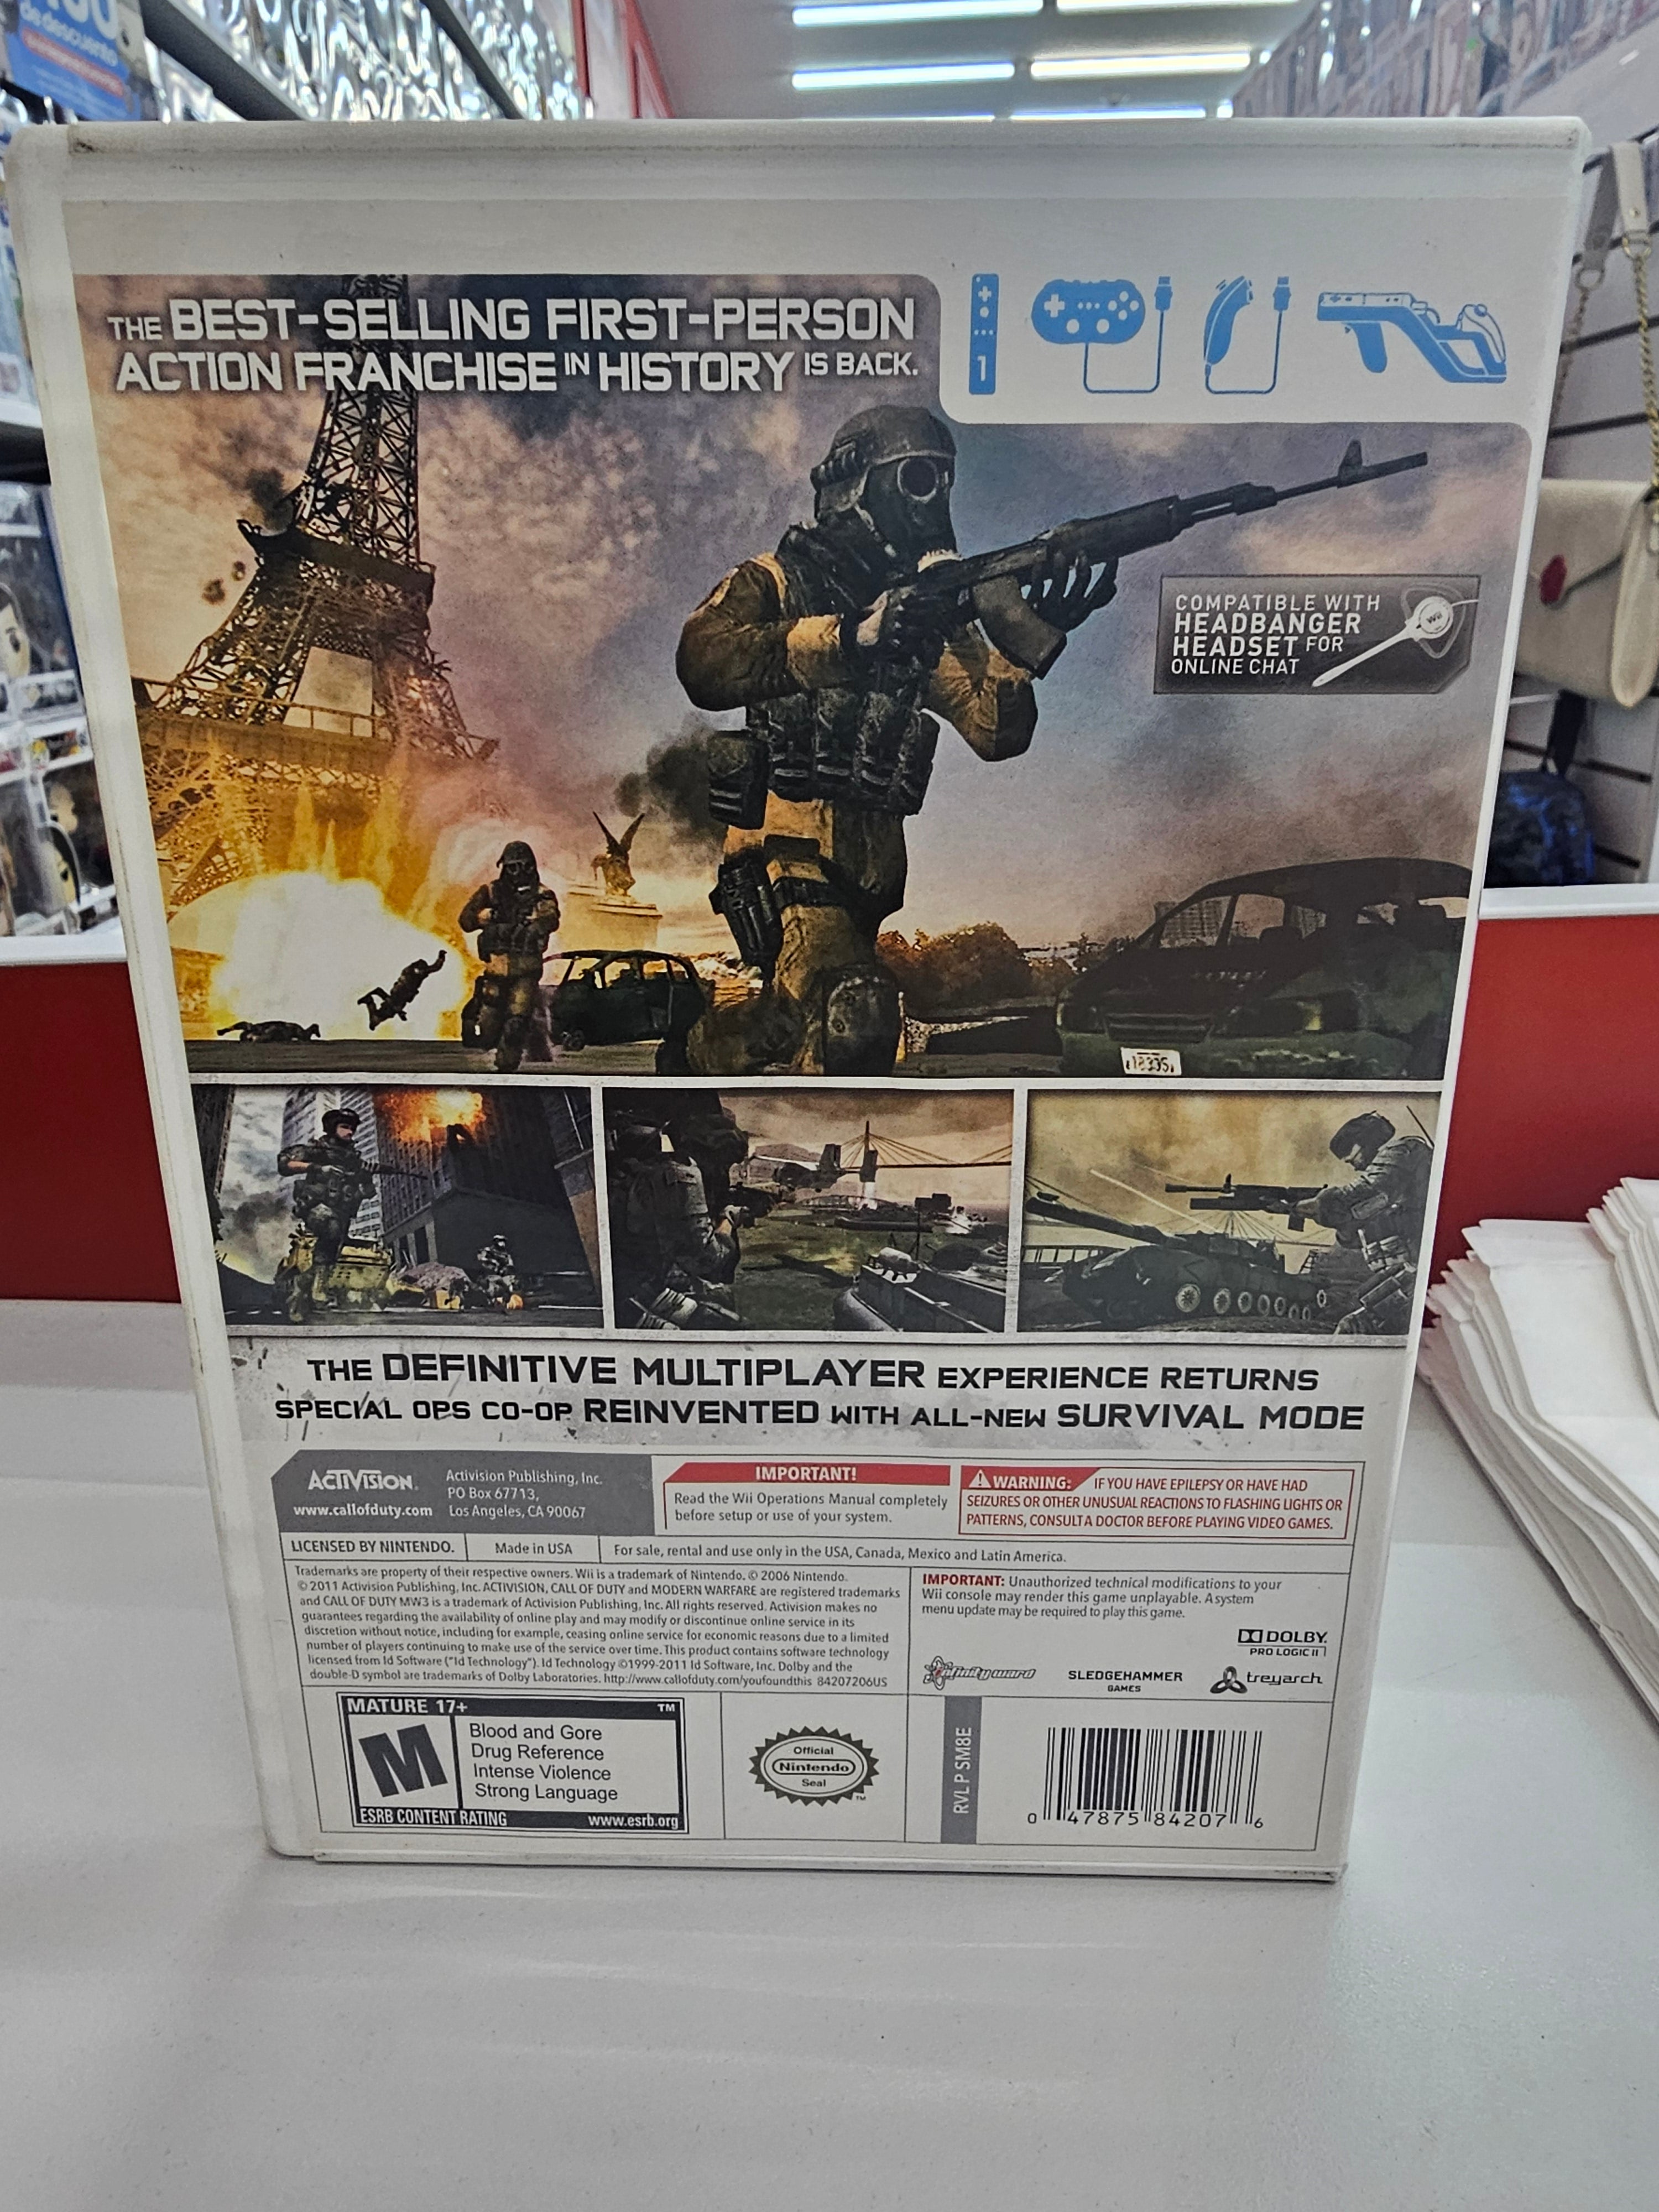 de descuento
THE BEST-SELLING FIRST-PERSON
ACTION FRANCHISE IN HISTORY IS BACK.
1
COMPATIBLE WITH
HEADBANGER
HEADSET FOR
ONLINE CHAT
Wii
THE DEFINITIVE MULTIPLAYER EXPERIENCE RETURNS
SPECIAL OPS CO-OP REINVENTED WITH ALL-NEW SURVIVAL MODE
ACTIVISION
www.callofduty.com
Activision Publishing, Inc.
PO Box 67713,
Los Angeles, CA 90067
IMPORTANT!
Read the Wii Operations Manual completely
before setup or use of your system.
WARNING: IF YOU HAVE EPILEPSY OR HAVE HAD
SEIZURES OR OTHER UNUSUAL REACTIONS TO FLASHING LIGHTS OR
PATTERNS, CONSULT A DOCTOR BEFORE PLAYING VIDEO GAMES.
LICENSED BY NINTENDO.
Made in USA
For sale, rental and use only in the USA, Canada, Mexico and Latin America.
Trademarks are property of their respective owners. Wii is a trademark of Nintendo. © 2006 Nintendo.
© 2011 Activision Publishing, Inc. ACTIVISION, CALL OF DUTY and MODERN WARFARE are registered trademarks
and CALL OF DUTY MW3 is a trademark of Activision Publishing, Inc. All rights reserved. Activision makes no
guarantees regarding the availability of online play and may modify or discontinue online service in its
discretion without notice, including for example, ceasing online service for economic reasons due to a limited
number of players continuing to make use of the service over time. This product contains software technology
licensed from Id Software ("Id Technology"). Id Technology ©1999-2011 Id Software, Inc. Dolby and the
double-D symbol are trademarks of Dolby Laboratories. http://www.callofduty.com/youfoundthis 84207206US
IMPORTANT: Unauthorized technical modifications to your
Wii console may render this game unplayable. A system
menu update may be required to play this game.
DOLBY
PRO LOGIC II
infinity ward
SLEDGEHAMMER
GAMES
treyarch
MATURE 17+ ™
M
Blood and Gore
Drug Reference
Intense Violence
Strong Language
ESRB CONTENT RATING www.esrb.org
Official
Nintendo
Seal
™
RVL P SM8E
0 47875 84207 6